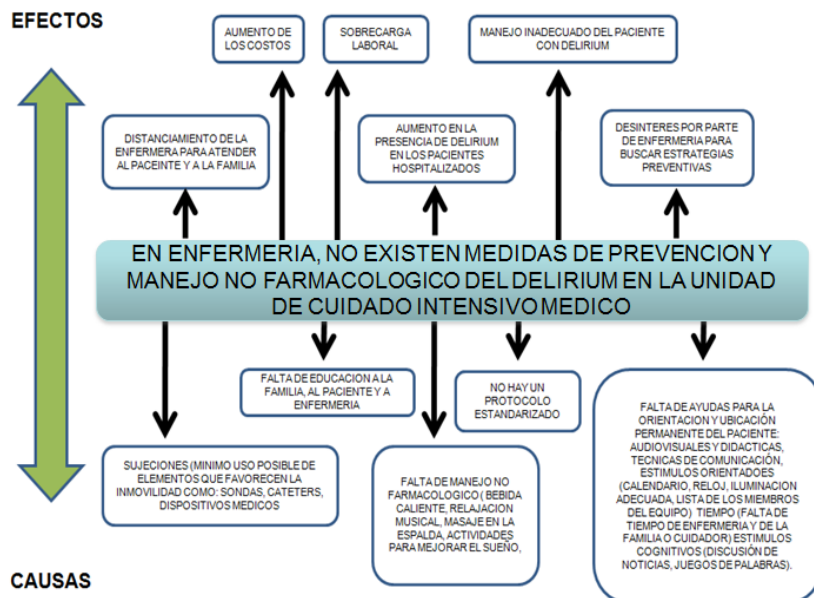 EFECTOS
AUMENTO DE
LOS COSTOS
SOBRECARGA
LABORAL
MANEJO INADECUADO DEL PACIENTE
CON DELIRIUM
DISTANCIAMIENTO DE LA
ENFERMERA PARA ATENDER
AL PACEINTE Y A LA FAMILIA
AUMENTO EN LA
PRESENCIA DE DELIRIUM
EN LOS PACIENTES
HOSPITALIZADOS
DESINTERES POR PARTE
DE ENFERMERIA PARA
BUSCAR ESTRATEGIAS
PREVENTIVAS
EN ENFERMERIA, NO EXISTEN MEDIDAS DE PREVENCION Y
MANEJO NO FARMACOLOGICO DEL DELIRIUM EN LA UNIDAD
DE CUIDADO INTENSIVO MEDICO
FALTA DE EDUCACION A LA
FAMILIA, AL PACIENTE Y A
ENFERMERIA
NO HAY UN
PROTOCOLO
ESTANDARIZADO
SUJECIONES (MINIMO USO POSIBLE DE
ELEMENTOS QUE FAVORECEN LA
INMOVILIDAD COMO: SONDAS, CATETERS,
DISPOSITIVOS MEDICOS
FALTA DE MANEJO NO
FARMACOLOGICO ( BEBIDA
CALIENTE, RELAJACION
MUSICAL, MASAJE EN LA
ESPALDA, ACTIVIDADES
PARA MEJORAR EL SUEÑO,
FALTA DE AYUDAS PARA LA
ORIENTACION Y UBICACIÓN
PERMANENTE DEL PACIENTE:
AUDIOVISUALES Y DIDACTICAS,
TECNICAS DE COMUNICACIÓN,
ESTIMULOS ORIENTADOES
(CALENDARIO, RELOJ, ILUMINACION
ADECUADA, LISTA DE LOS MIEMBROS
DEL EQUIPO) TIEMPO (FALTA DE
TIEMPO DE ENFERMERIA Y DE LA
FAMILIA O CUIDADOR) ESTIMULOS
COGNITIVOS (DISCUSIÓN DE
NOTICIAS, JUEGOS DE PALABRAS).
CAUSAS